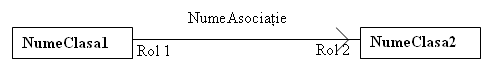 NumeAsociație
NumeClasa1
Rol 1
Rol 2
NumeClasa2